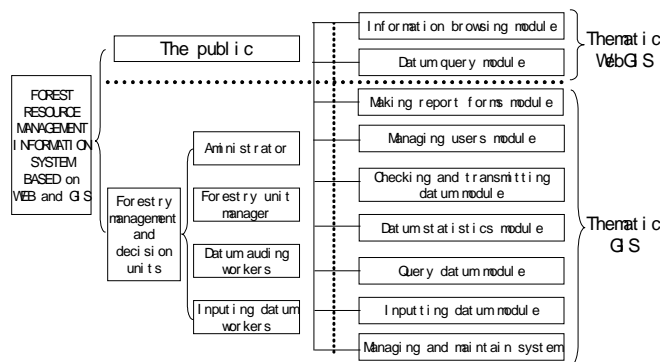 FOREST
RESOURCE
MANAGEMENT
INFORMATION
SYSTEM
BASED on
WEB and GIS
The public
Forestry
management
and
decision
units
Aministrator
Forestry unit
manager
Datum auding
workers
Inputing datum
workers
Information browsing module
Datum query module
Making report forms module
Managing users module
Checking and transmitting
datum module
Datum statistics module
Query datum module
Inputting datum module
Managing and maintain system
Thematic
WebGIS
Thematic
GIS